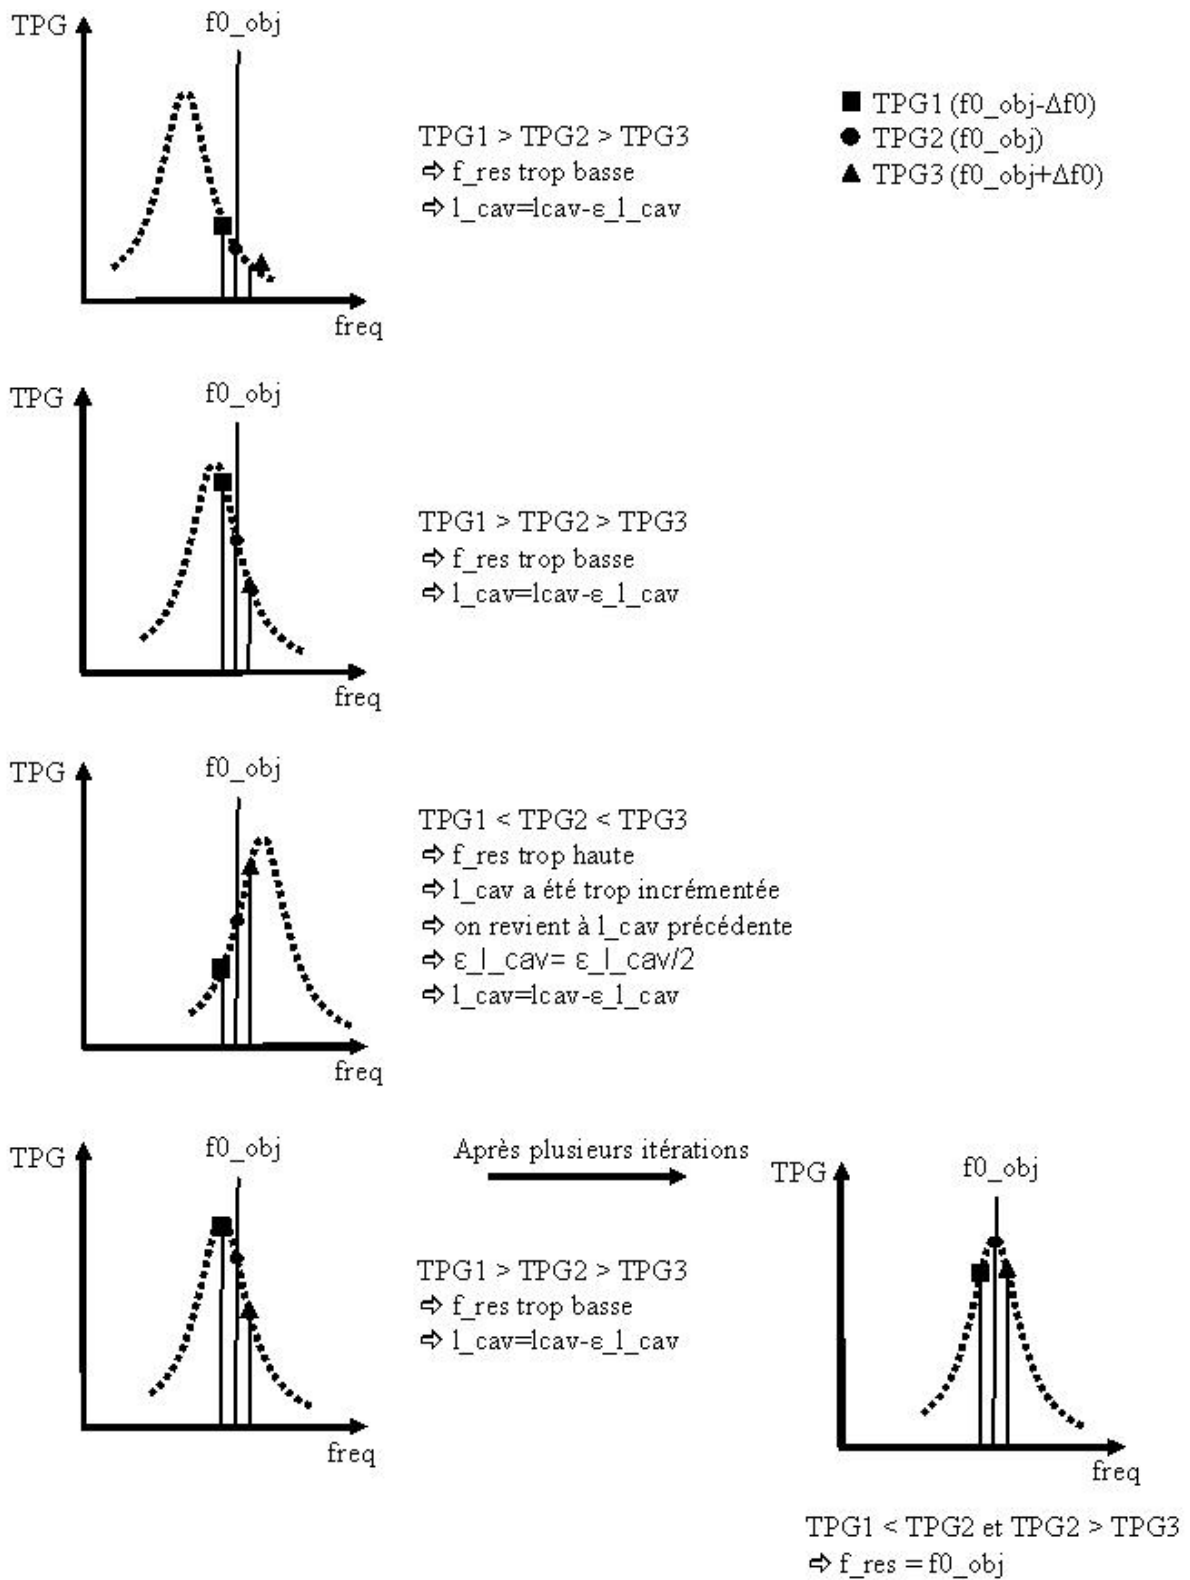 TPG
f0_obj
freq
TPG1 > TPG2 > TPG3
⇨ f_res trop basse
⇨ l_cav=lcav-ε_l_cav
■ TPG1 (f0_obj-Δf0)
● TPG2 (f0_obj)
▲ TPG3 (f0_obj+Δf0)
TPG
f0_obj
freq
TPG1 > TPG2 > TPG3
⇨ f_res trop basse
⇨ l_cav=lcav-ε_l_cav
TPG
f0_obj
freq
TPG1 < TPG2 < TPG3
⇨ f_res trop haute
⇨ l_cav a été trop incrémentée
⇨ on revient à l_cav précédente
⇨ ε_l_cav= ε_l_cav/2
⇨ l_cav=lcav-ε_l_cav
TPG
f0_obj
freq
Après plusieurs itérations
TPG1 > TPG2 > TPG3
⇨ f_res trop basse
⇨ l_cav=lcav-ε_l_cav
TPG
f0_obj
freq
TPG1 < TPG2 et TPG2 > TPG3
⇨ f_res = f0_obj